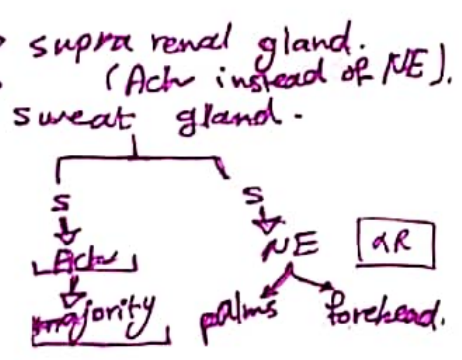 supra renal gland.
(Ach instead of NE).
sweat gland.
S S
Ach NE αR
majority palms forehead.